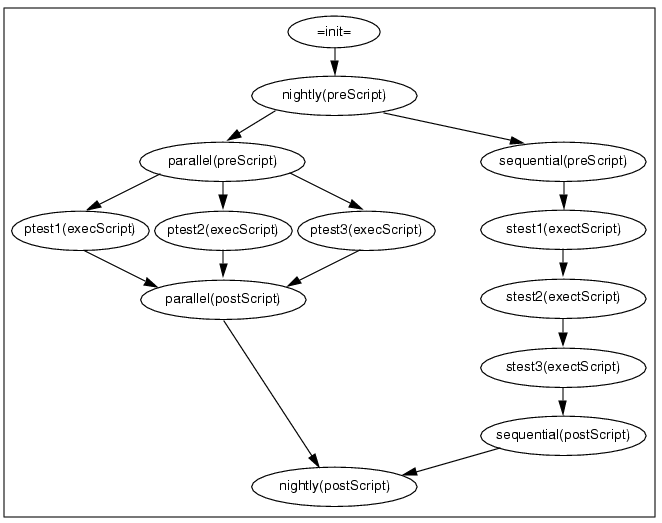 =init=
nightly(preScript)
parallel(preScript)
sequential(preScript)
ptest1(execScript)
ptest2(execScript)
ptest3(execScript)
stest1(exectScript)
parallel(postScript)
stest2(exectScript)
stest3(exectScript)
sequential(postScript)
nightly(postScript)